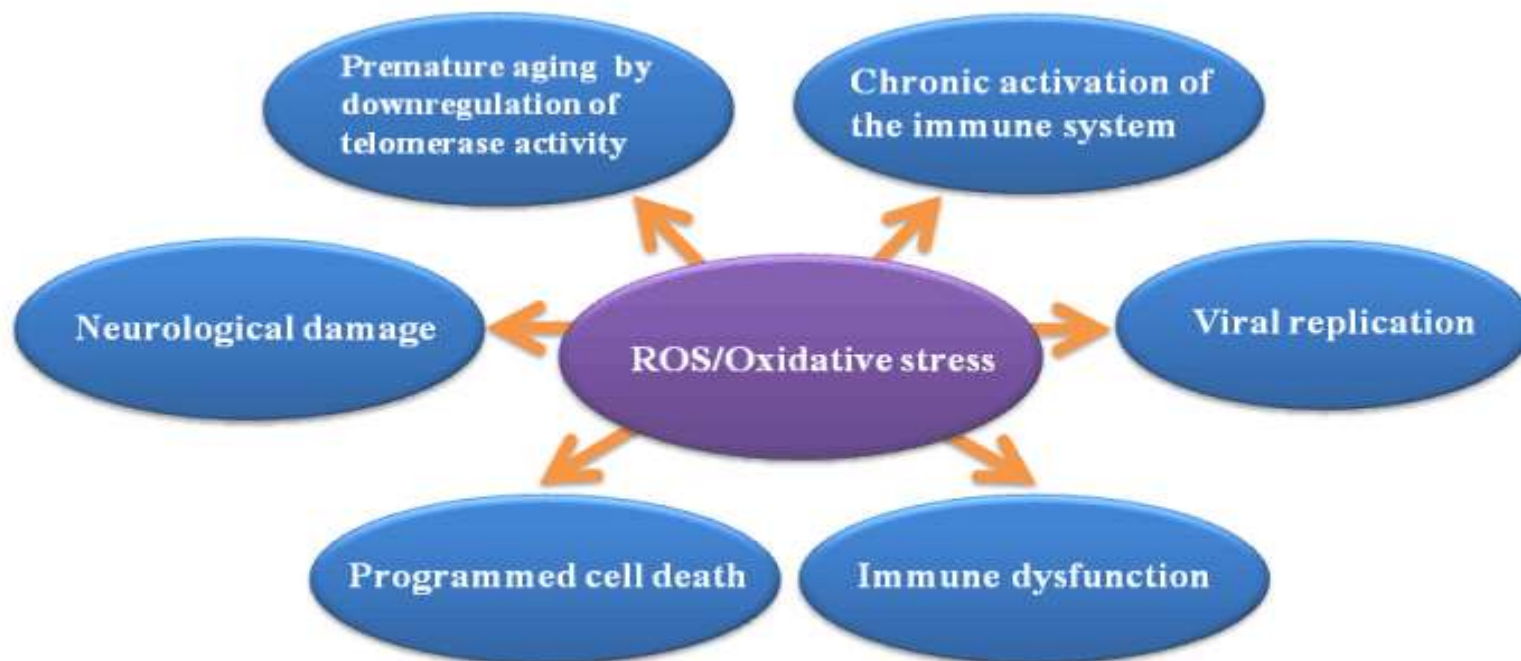 Premature aging by
downregulation of
telomerase activity
Chronic activation of
the immune system
Neurological damage
ROS/Oxidative stress
Viral replication
Programmed cell death
Immune dysfunction